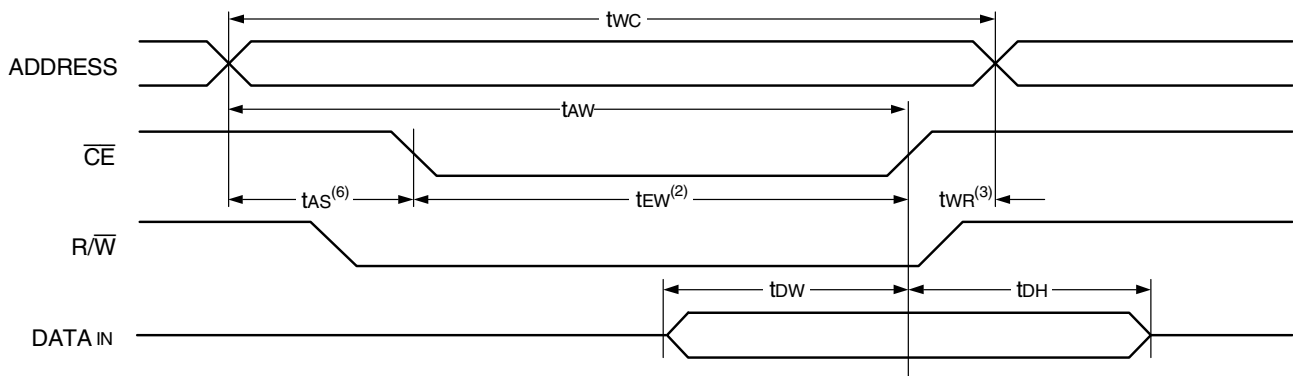 tWC
ADDRESS
tAW
CE
tAS(6)
tEW(2)
tWR(3)
R/W
tDW
tDH
DATA IN